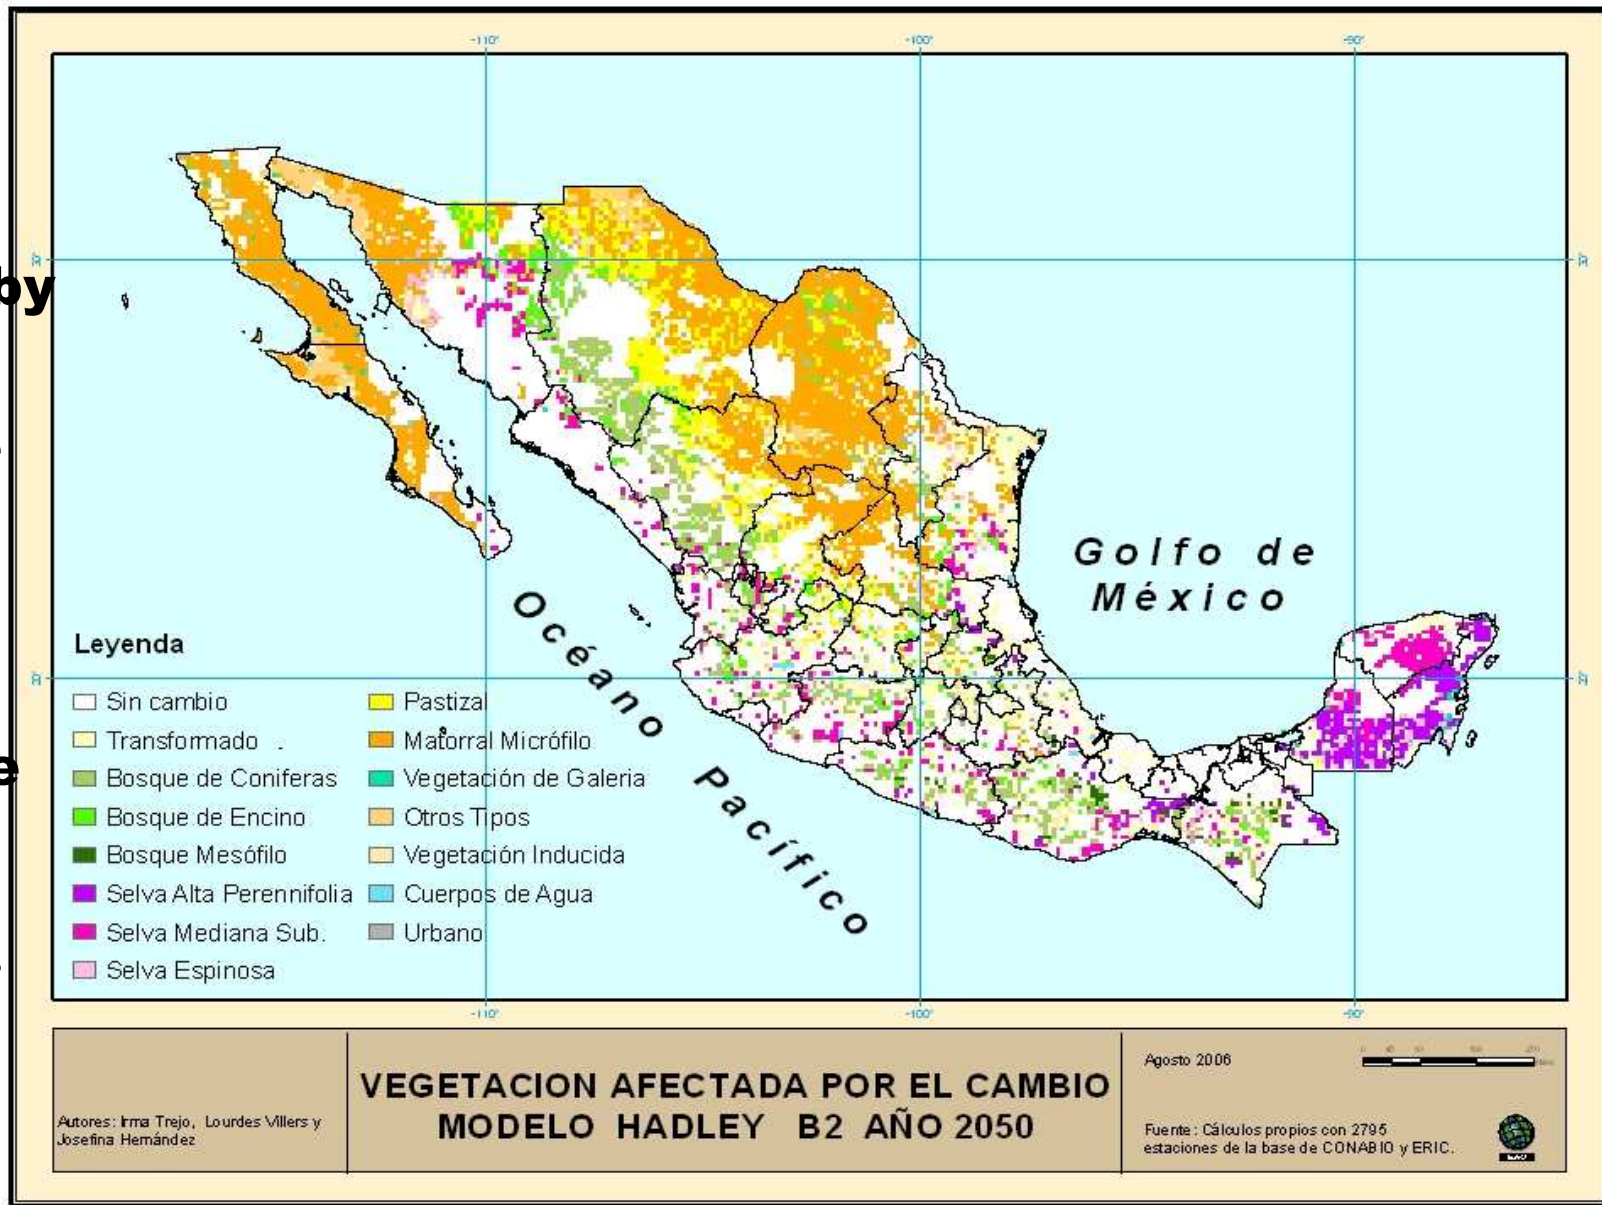 -110° -100° -90°
by
e
Golfo de
México
Océano Pacífico
Leyenda
Sin cambio
Transformado
Bosque de Coniferas
Bosque de Encino
Bosque Mesófilo
Selva Alta Perennifolia
Selva Mediana Sub.
Selva Espinosa
Pastizal
Matorral Micrófilo
Vegetación de Galeria
Otros Tipos
Vegetación Inducida
Cuerpos de Agua
Urbano
-110° -100° -90°
Autores: Irma Trejo, Lourdes Villers y
Josefina Hernández
VEGETACION AFECTADA POR EL CAMBIO
MODELO HADLEY B2 AÑO 2050
Agosto 2006
Fuente: Cálculos propios con 2795
estaciones de la base de CONABIO y ERIC.